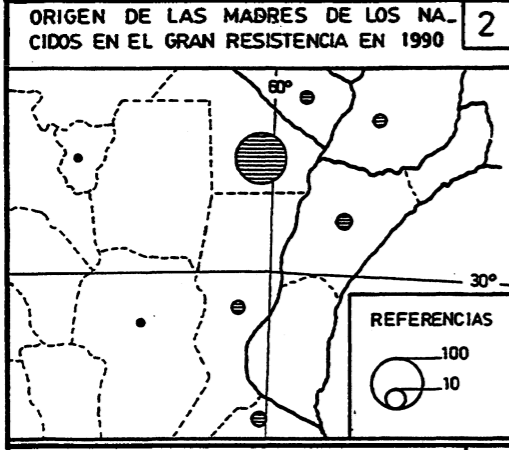 ORIGEN DE LAS MADRES DE LOS NA_
CIDOS EN EL GRAN RESISTENCIA EN 1990
2
60°
30°
REFERENCIAS
100
10